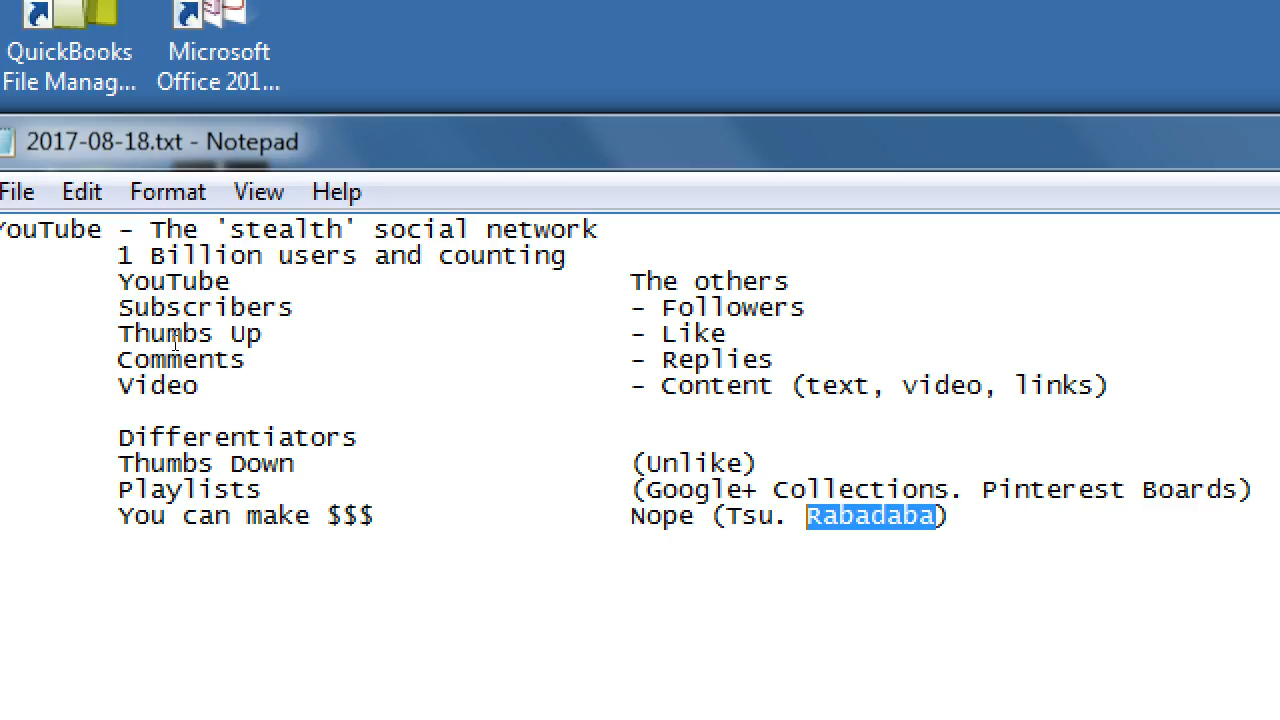 QuickBooks Microsoft
File Manag... Office 201...
2017-08-18.txt - Notepad
File Edit Format View Help
YouTube - The 'stealth' social network
1 Billion users and counting
YouTube The others
Subscribers - Followers
Thumbs Up - Like
Comments - Replies
Video - Content (text, video, links)
Differentiators
Thumbs Down (Unlike)
Playlists (Google+ Collections. Pinterest Boards)
You can make $$$ Nope (Tsu. Rabadaba)